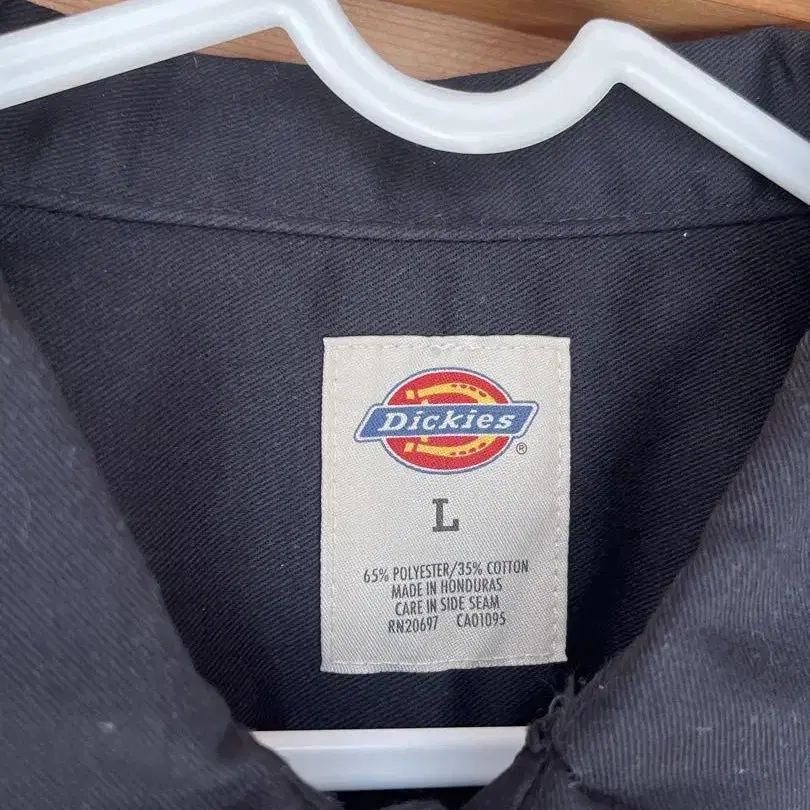 Dickies
®
L
65% POLYESTER/35% COTTON
MADE IN HONDURAS
CARE IN SIDE SEAM
RN20697 CA01095